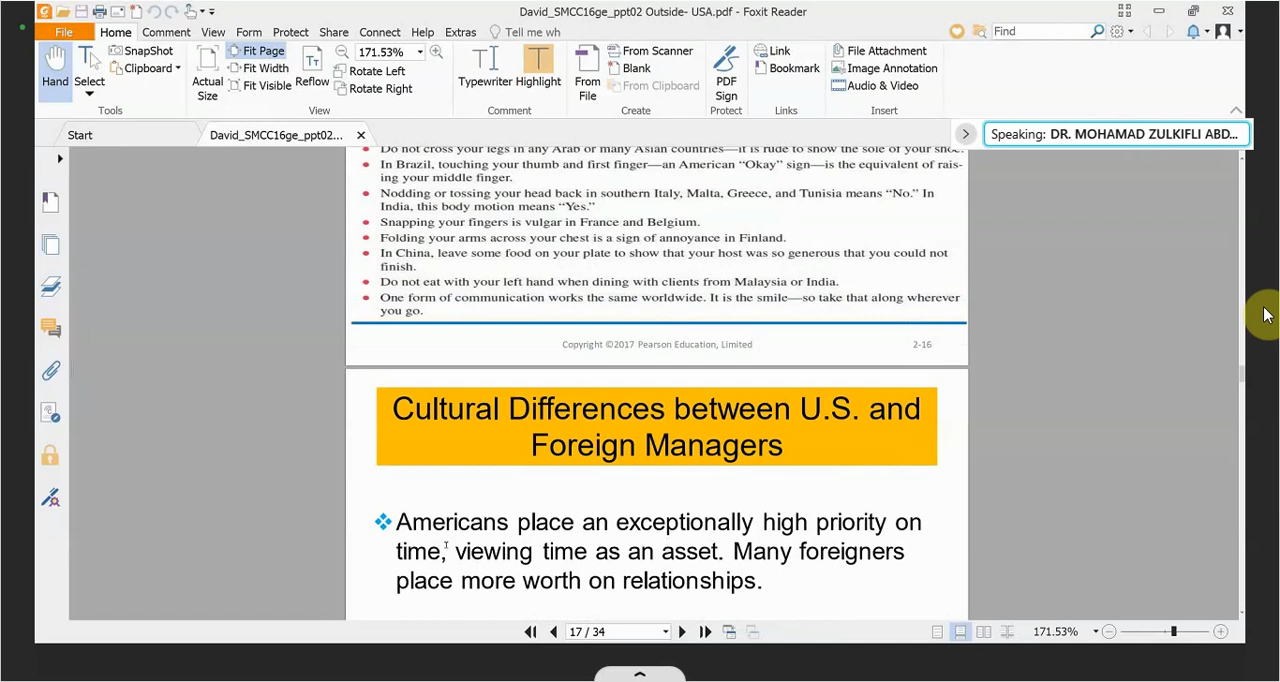 David_SMCC16ge_ppt02 Outside- USA.pdf - Foxit Reader
File Home Comment View Form Protect Share Connect Help Extras Tell me wh Find
SnapShot Fit Page 171.53% From Scanner Link File Attachment
Clipboard Fit Width Rotate Left Blank Bookmark Image Annotation
Fit Visible Rotate Right From Clipboard Audio & Video
Hand Select Actual Size Reflow Typewriter Highlight From File PDF Sign
Tools View Comment Create Protect Links Insert
Start David_SMCC16ge_ppt02... Speaking: DR. MOHAMAD ZULKIFLI ABD...
Do not cross your legs in any Arab or many Asian countries—it is rude to show the sole of your shoe.
In Brazil, touching your thumb and first finger—an American “Okay” sign—is the equivalent of rais-
ing your middle finger.
Nodding or tossing your head back in southern Italy, Malta, Greece, and Tunisia means “No.” In
India, this body motion means “Yes.”
Snapping your fingers is vulgar in France and Belgium.
Folding your arms across your chest is a sign of annoyance in Finland.
In China, leave some food on your plate to show that your host was so generous that you could not
finish.
Do not eat with your left hand when dining with clients from Malaysia or India.
One form of communication works the same worldwide. It is the smile—so take that along wherever
you go.
Copyright ©2017 Pearson Education, Limited 2-16
Cultural Differences between U.S. and
Foreign Managers
Americans place an exceptionally high priority on
time, viewing time as an asset. Many foreigners
place more worth on relationships.
17 / 34 171.53%